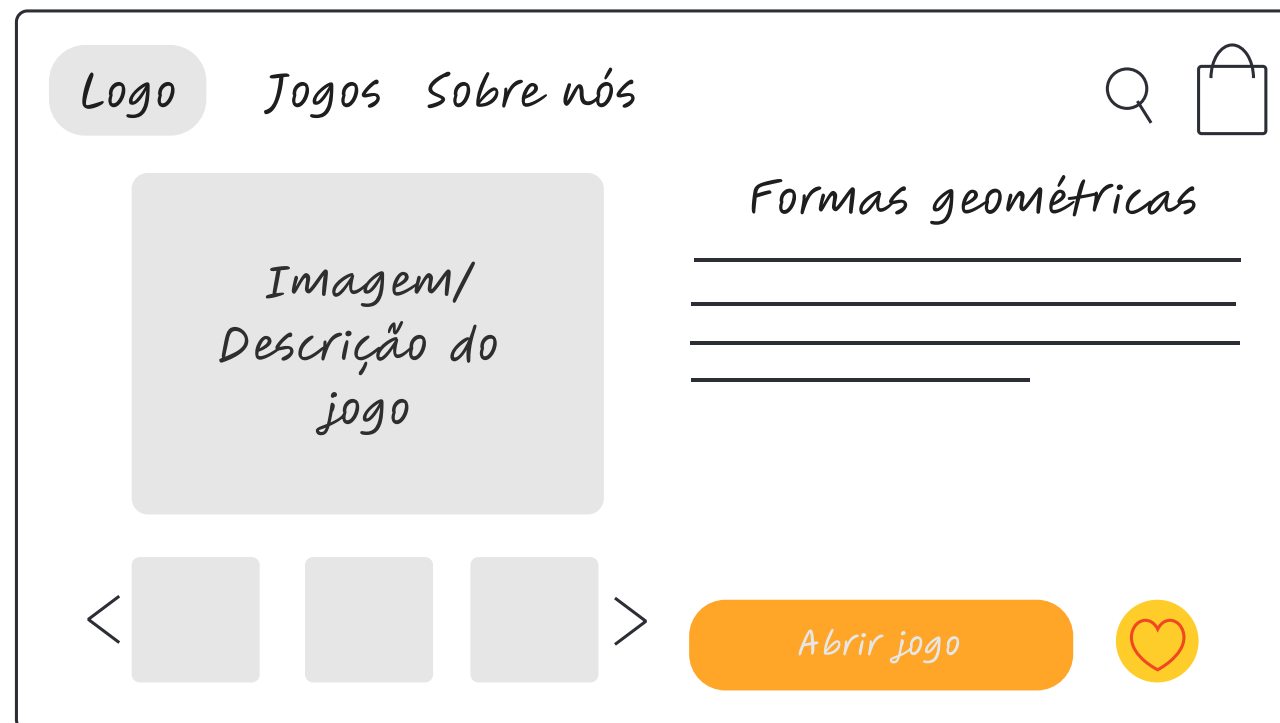 Logo Jogos Sobre nós
Imagem/
Descrição do
jogo
Formas geométricas
Abrir jogo